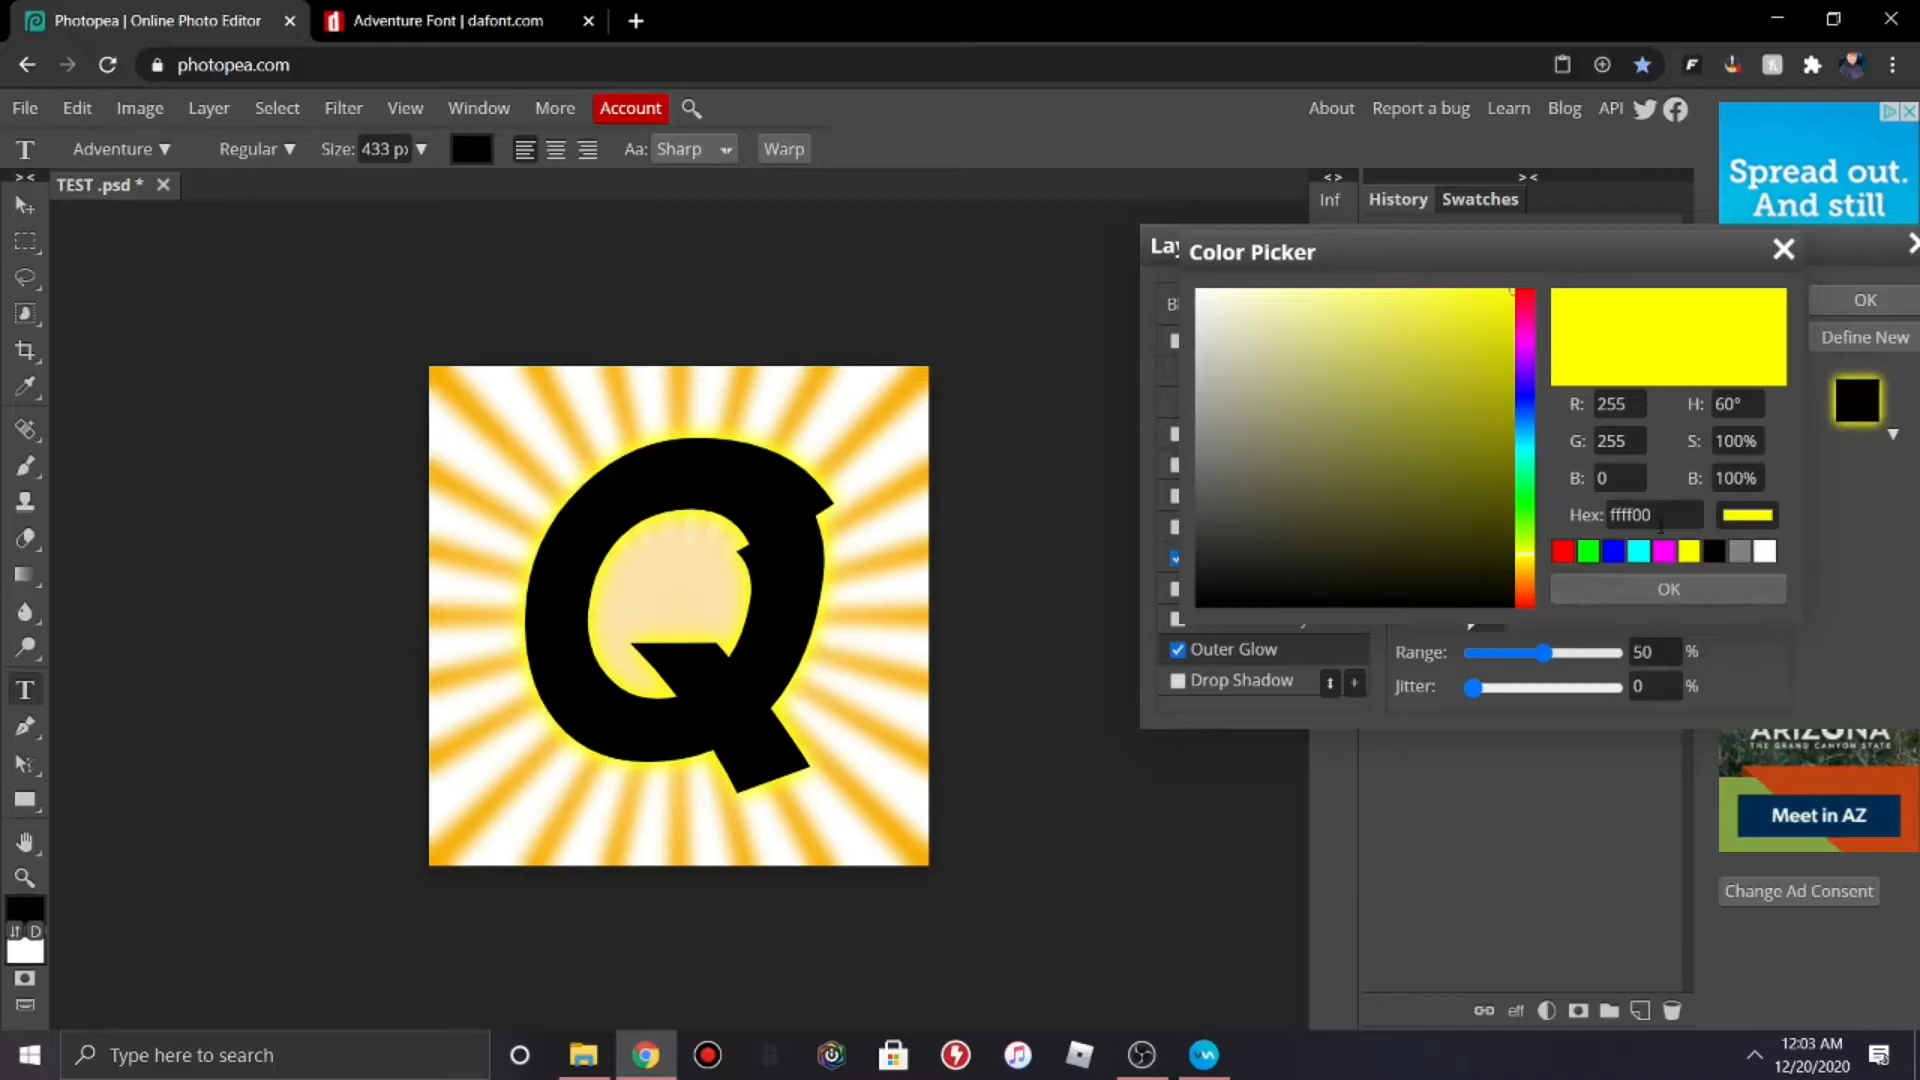 Photopea | Online Photo Editor
Adventure Font | dafont.com
photopea.com
File Edit Image Layer Select Filter View Window More Account
About Report a bug Learn Blog API
T Adventure ▼ Regular ▼ Size: 433 p ▼ Aa: Sharp Warp
TEST .psd *
Spread out.
And still
Inf History Swatches
Lay Color Picker
OK
Define New
R: 255 H: 60°
G: 255 S: 100%
B: 0 B: 100%
Hex: ffff00
OK
Outer Glow
Drop Shadow
Range: 50 %
Jitter: 0 %
Q
T
D
ARIZONA
THE GRAND CANYON STATE
Meet in AZ
Change Ad Consent
eff
Type here to search
12:03 AM
12/20/2020